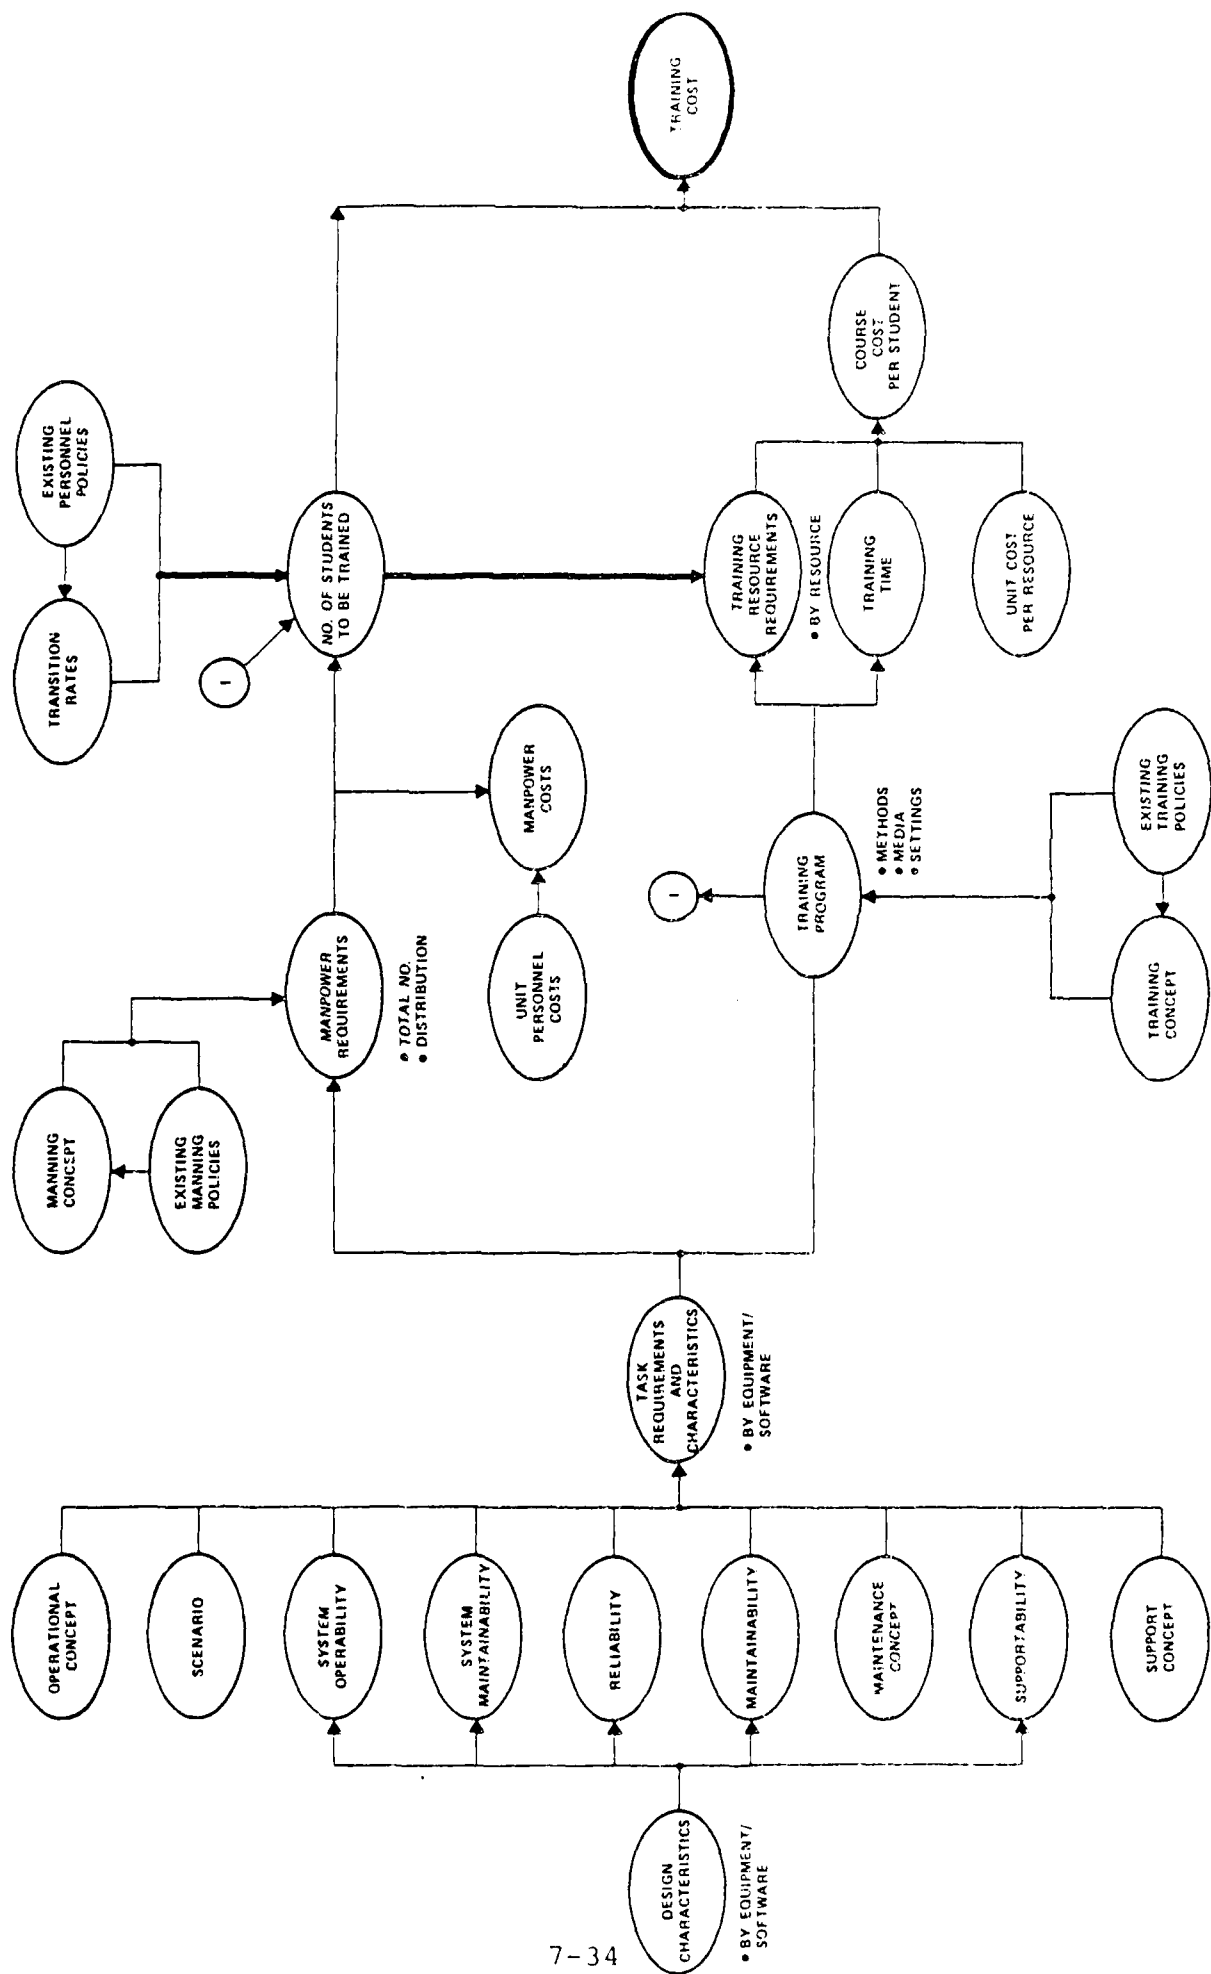 DESIGN
CHARACTERISTICS
• BY EQUIPMENT/
SOFTWARE
OPERATIONAL
CONCEPT
SCENARIO
SYSTEM
OPERABILITY
SYSTEM
MAINTAINABILITY
RELIABILITY
MAINTAINABILITY
MAINTENANCE
CONCEPT
SUPPORTABILITY
SUPPORT
CONCEPT
TASK
REQUIREMENTS
AND
CHARACTERISTICS
• BY EQUIPMENT/
SOFTWARE
MANNING
CONCEPT
EXISTING
MANNING
POLICIES
MANPOWER
REQUIREMENTS
• TOTAL NO.
• DISTRIBUTION
UNIT
PERSONNEL
COSTS
MANPOWER
COSTS
1
TRAINING
PROGRAM
• METHODS
• MEDIA
• SETTINGS
TRAINING
CONCEPT
EXISTING
TRAINING
POLICIES
TRANSITION
RATES
EXISTING
PERSONNEL
POLICIES
1
NO. OF STUDENTS
TO BE TRAINED
TRAINING
RESOURCE
REQUIREMENTS
• BY RESOURCE
TRAINING
TIME
UNIT COST
PER RESOURCE
COURSE
COST
PER STUDENT
TRAINING
COST
7-34